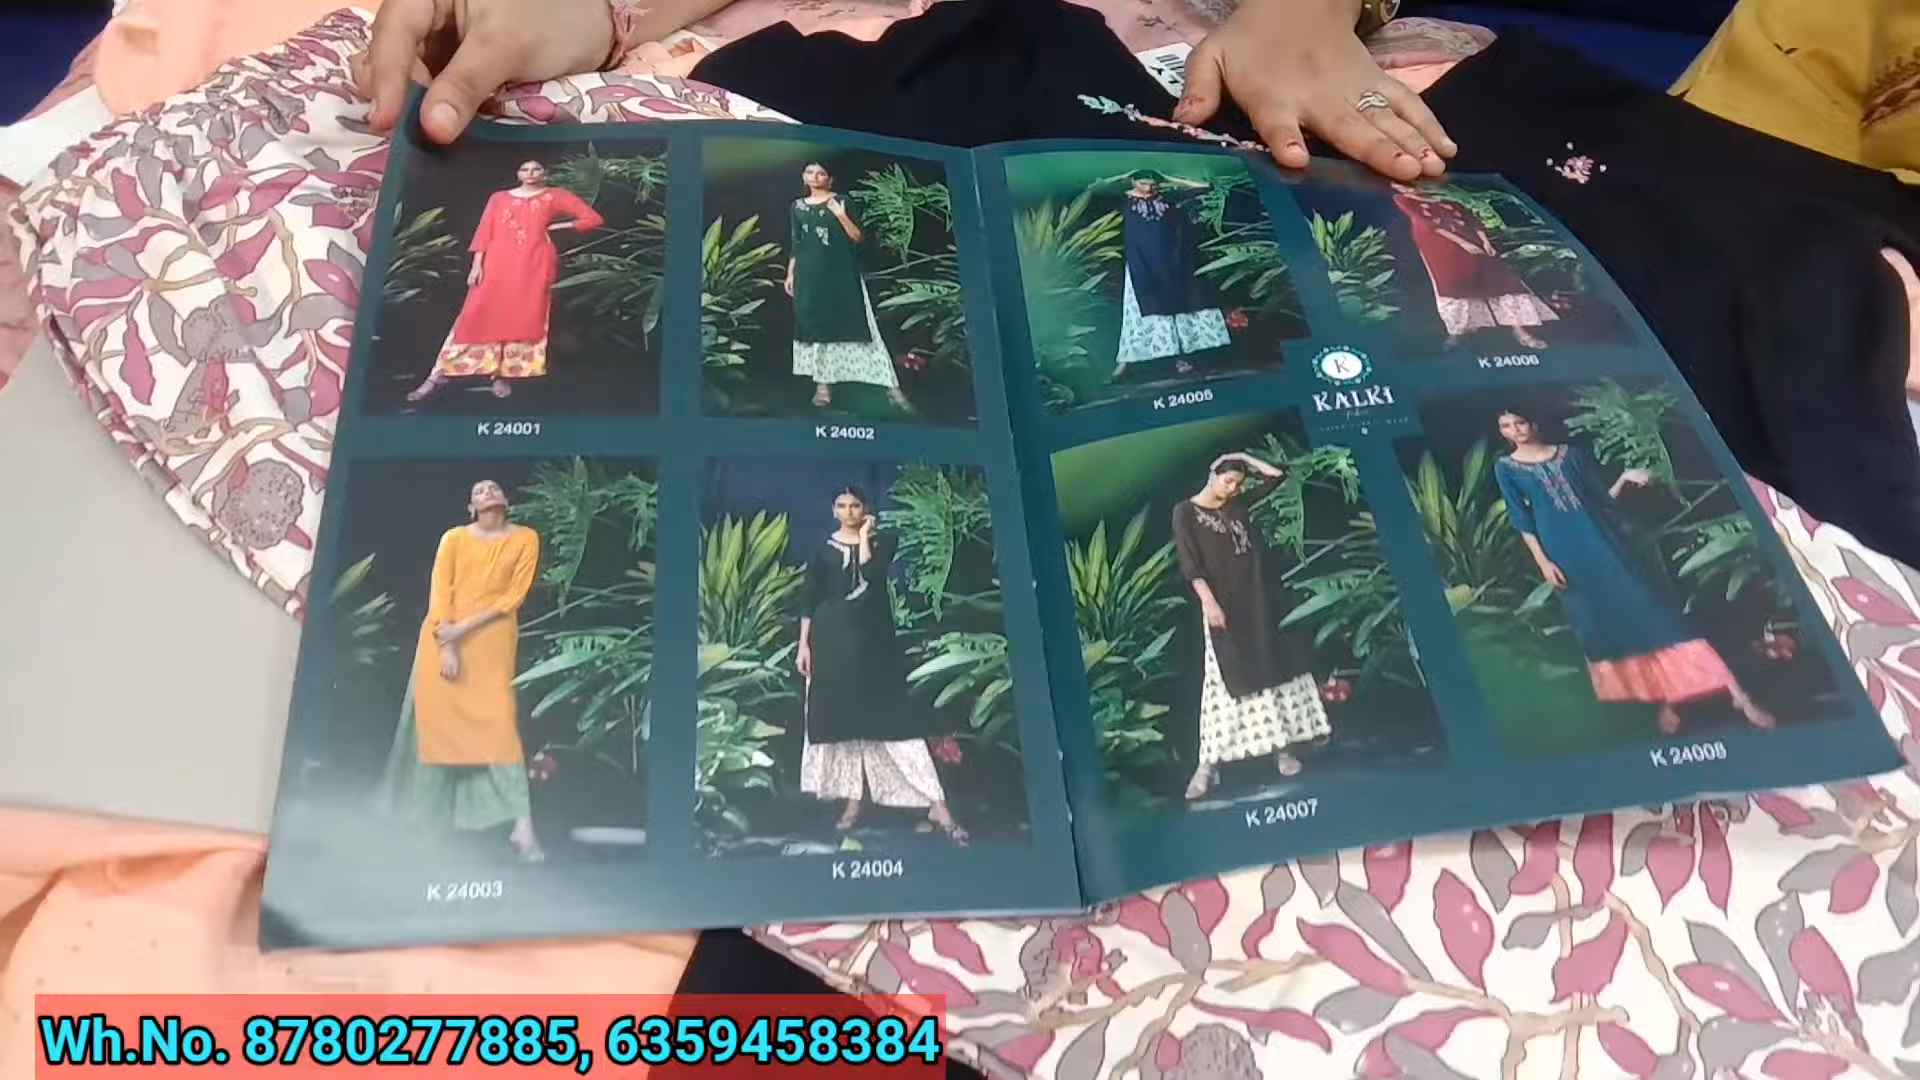 K 24001
K 24002
K 24005
K 24006
K
KALKI
K 24003
K 24004
K 24007
K 24008
Wh.No. 8780277885, 6359458384